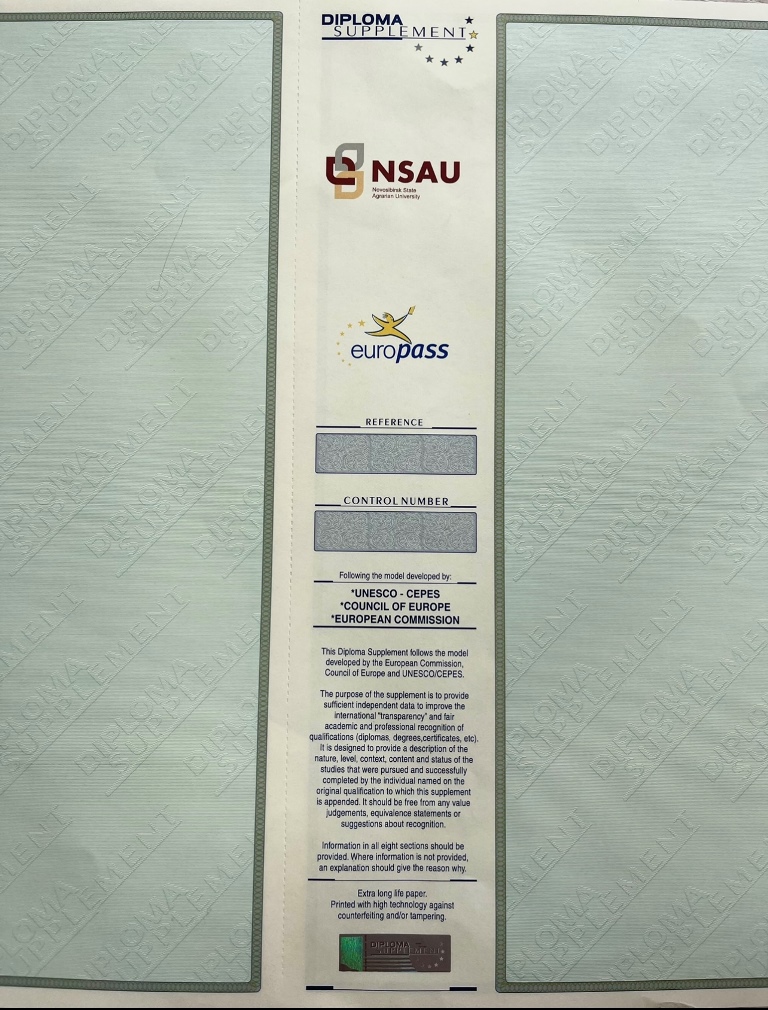 DIPLOMA
SUPPLEMENT
NSAU
Novosibirsk State
Agrarian University
europass
REFERENCE
CONTROL NUMBER
Following the model developed by:
*UNESCO - CEPES
*COUNCIL OF EUROPE
*EUROPEAN COMMISSION
This Diploma Supplement follows the model
developed by the European Commission,
Council of Europe and UNESCO/CEPES.
The purpose of the supplement is to provide
sufficient independent data to improve the
international "transparency" and fair
academic and professional recognition of
qualifications (diplomas, degrees,certificates, etc).
It is designed to provide a description of the
nature, level, context, content and status of the
studies that were pursued and successfully
completed by the individual named on the
original qualification to which this supplement
is appended. It should be free from any value
judgements, equivalence statements or
suggestions about recognition.
Information in all eight sections should be
provided. Where information is not provided,
an explanation should give the reason why.
Extra long life paper.
Printed with high technology against
counterfeiting and/or tampering.
DIPLOMA
SUPPLEMENT